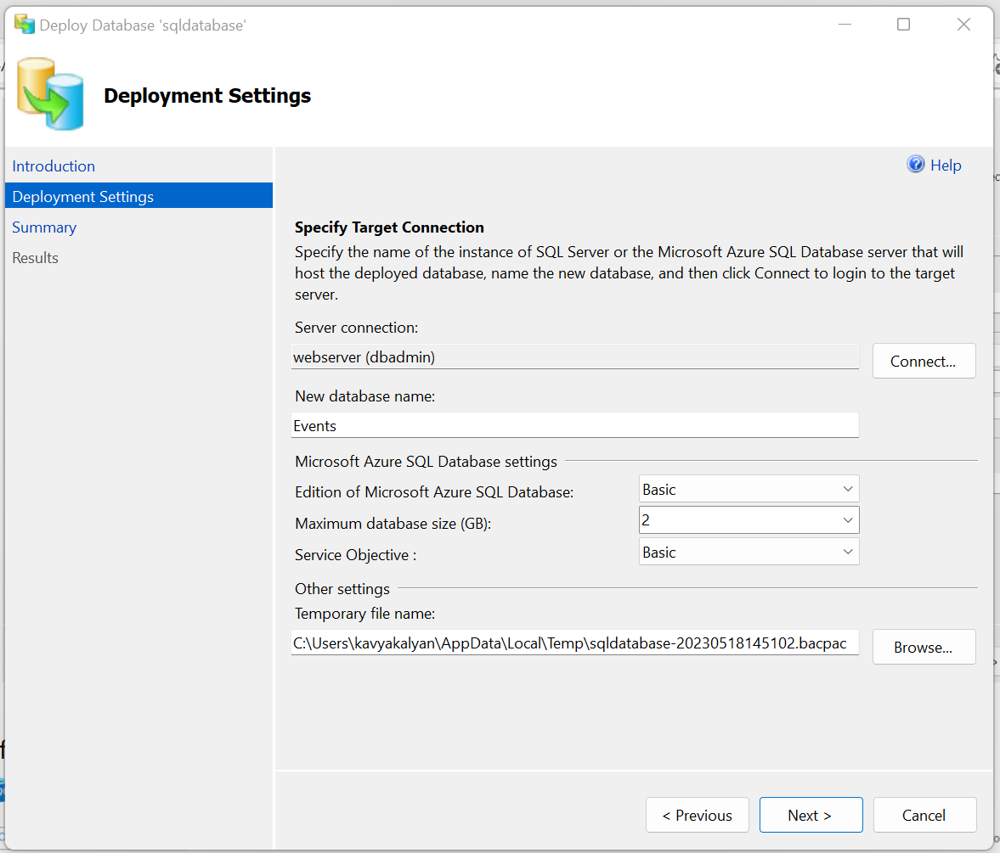 Deploy Database 'sqldatabase'
Deployment Settings
Introduction
Deployment Settings
Summary
Results
Help
Specify Target Connection
Specify the name of the instance of SQL Server or the Microsoft Azure SQL Database server that will
host the deployed database, name the new database, and then click Connect to login to the target
server.
Server connection:
webserver (dbadmin)
Connect...
New database name:
Events
Microsoft Azure SQL Database settings
Edition of Microsoft Azure SQL Database:
Basic
Maximum database size (GB):
2
Service Objective :
Basic
Other settings
Temporary file name:
C:\Users\kavyakalyan\AppData\Local\Temp\sqldatabase-20230518145102.bacpac
Browse...
< Previous
Next >
Cancel